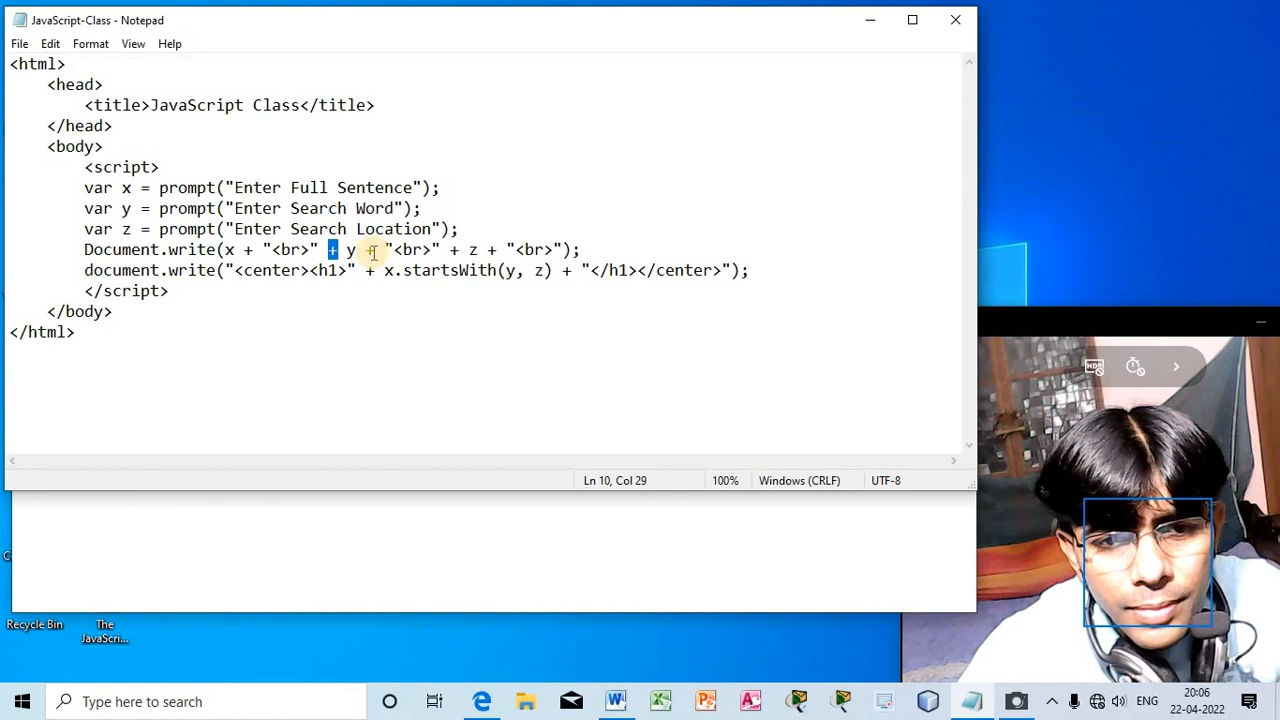 JavaScript-Class - Notepad
File Edit Format View Help
<html>
<head>
<title>JavaScript Class</title>
</head>
<body>
<script>
var x = prompt("Enter Full Sentence");
var y = prompt("Enter Search Word");
var z = prompt("Enter Search Location");
Document.write(x + "<br>" + y + "<br>" + z + "<br>");
document.write("<center><h1>" + x.startsWith(y, z) + "</h1></center>");
</script>
</body>
</html>
Ln 10, Col 29 100% Windows (CRLF) UTF-8
HDR
Recycle Bin
The
JavaScri...
Type here to search
ENG
20:06
22-04-2022